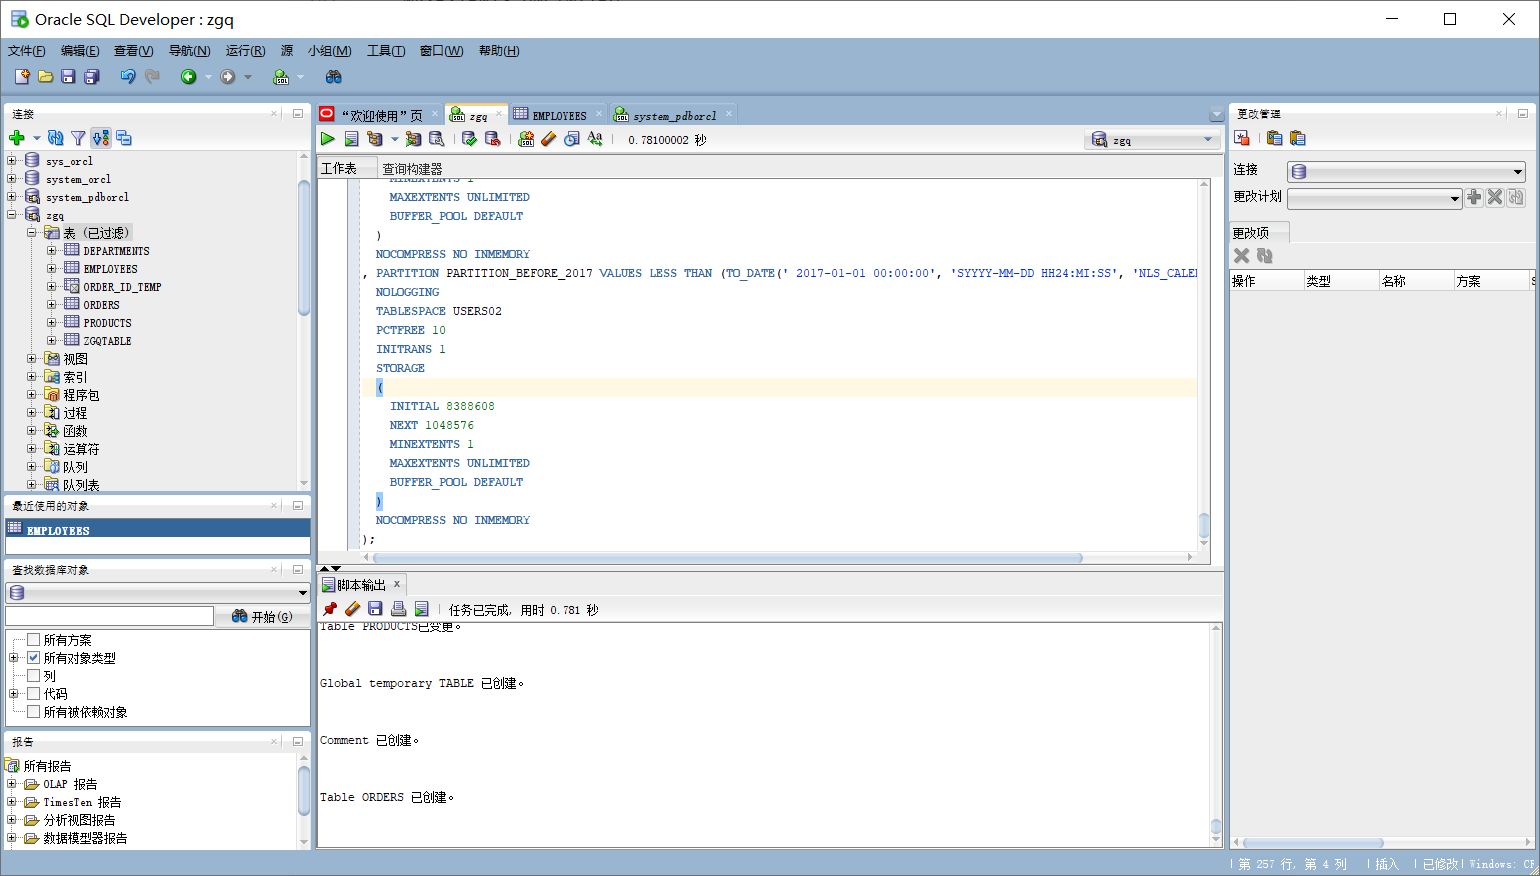 Oracle SQL Developer : zgq
文件(F) 编辑(E) 查看(V) 导航(N) 运行(R) 源 小组(M) 工具(T) 窗口(W) 帮助(H)
连接
sys_orcl
system_orcl
system_pdborcl
zgq
表 (已过滤)
DEPARTMENTS
EMPLOYEES
ORDER_ID_TEMP
ORDERS
PRODUCTS
ZGQTABLE
视图
索引
程序包
过程
函数
运算符
队列
队列表
最近使用的对象
EMPLOYEES
查找数据库对象
开始(G)
所有方案
所有对象类型
列
代码
所有被依赖对象
报告
所有报告
OLAP 报告
TimesTen 报告
分析视图报告
数据模型器报告
“欢迎使用”页 zgq EMPLOYEES system_pdborcl
SQL Aa 0.78100002 秒 zgq
工作表 查询构建器
MINEXTENTS 1
MAXEXTENTS UNLIMITED
BUFFER_POOL DEFAULT
)
NOCOMPRESS NO INMEMORY
, PARTITION PARTITION_BEFORE_2017 VALUES LESS THAN (TO_DATE(' 2017-01-01 00:00:00', 'SYYYY-MM-DD HH24:MI:SS', 'NLS_CALEN
NOLOGGING
TABLESPACE USERS02
PCTFREE 10
INITRANS 1
STORAGE
(
INITIAL 8388608
NEXT 1048576
MINEXTENTS 1
MAXEXTENTS UNLIMITED
BUFFER_POOL DEFAULT
)
NOCOMPRESS NO INMEMORY
);
脚本输出
任务已完成, 用时 0.781 秒
Table PRODUCTS已变更。
Global temporary TABLE 已创建。
Comment 已创建。
Table ORDERS 已创建。
更改管理
连接
更改计划
更改项
操作 类型 名称 方案 S
第 257 行, 第 4 列 插入 已修改 Windows: CF